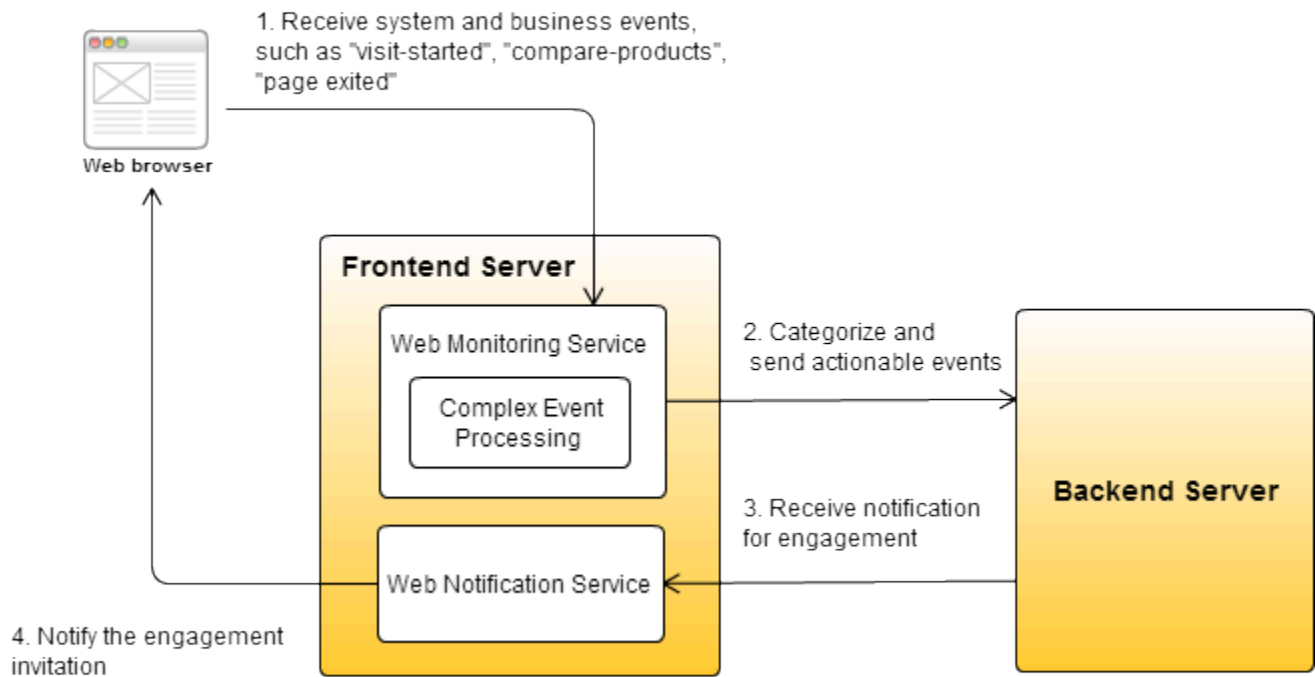 1. Receive system and business events,
such as "visit-started", "compare-products",
"page exited"
Web browser
Frontend Server
Web Monitoring Service
Complex Event
Processing
2. Categorize and
send actionable events
Backend Server
3. Receive notification
for engagement
Web Notification Service
4. Notify the engagement
invitation